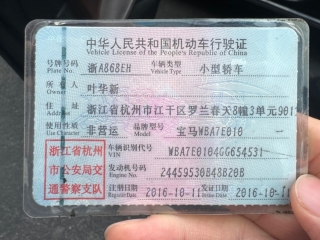 中华人民共和国机动车行驶证
Vehicle License of the People's Republic of China
号牌号码 浙A868EH 车辆类型 小型轿车
Plate No. Vehicle Type
所有人 叶华新
Owner
住址 浙江省杭州市江干区罗兰春天8幢3单元901
Address
使用性质 非营运 品牌型号 宝马WBA7E010
Use Character Model
浙江省杭州市公安局交通警察支队
车辆识别代号 WBA7E0104GG654531
VIN
发动机号码 24459530848B20B
Engine No.
注册日期 2016-10- 发证日期 2016-10-
Register Date Issue Date